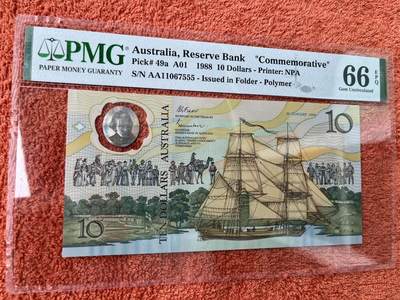 PMG
PAPER MONEY GUARANTY
Australia, Reserve Bank "Commemorative"
Pick# 49a A01 1988 10 Dollars - Printer: NPA
S/N AA11067555 - Issued in Folder - Polymer
66 EPQ
Gem Uncirculated
10
TEN DOLLARS AUSTRALIA
10